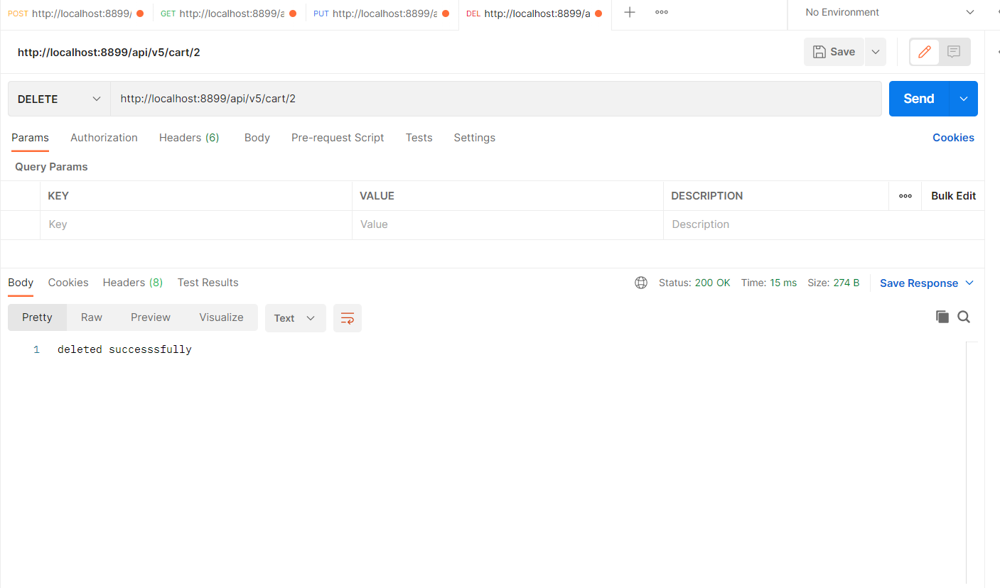 POST http://localhost:8899/ GET http://localhost:8899/a PUT http://localhost:8899/a DEL http://localhost:8899/a No Environment
http://localhost:8899/api/v5/cart/2 Save
DELETE http://localhost:8899/api/v5/cart/2 Send
Params Authorization Headers (6) Body Pre-request Script Tests Settings Cookies
Query Params
KEY VALUE DESCRIPTION Bulk Edit
Key Value Description
Body Cookies Headers (8) Test Results Status: 200 OK Time: 15 ms Size: 274 B Save Response
Pretty Raw Preview Visualize Text
1 deleted successsfully